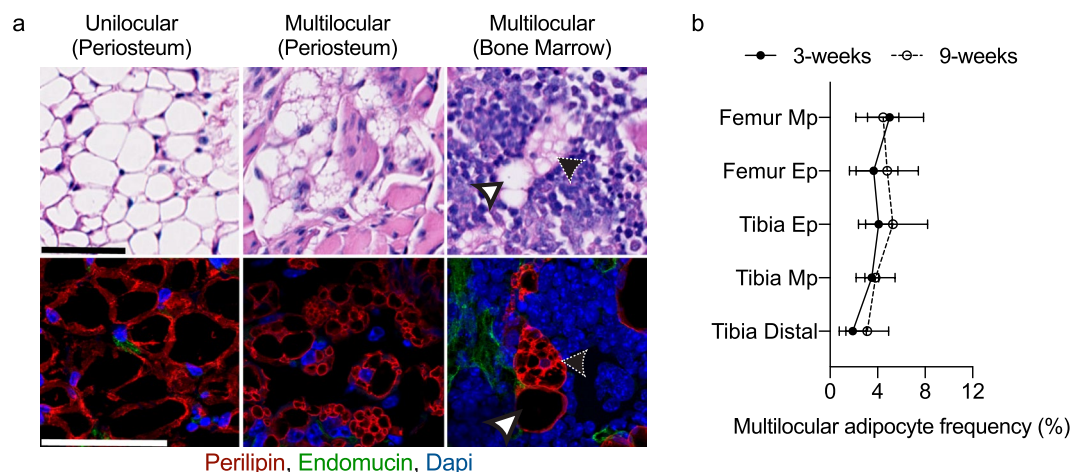 a
Unilocular
(Periosteum)
Multilocular
(Periosteum)
Multilocular
(Bone Marrow)
Perilipin, Endomucin, Dapi
b
3-weeks
9-weeks
Femur Mp
Femur Ep
Tibia Ep
Tibia Mp
Tibia Distal
0 4 8 12
Multilocular adipocyte frequency (%)